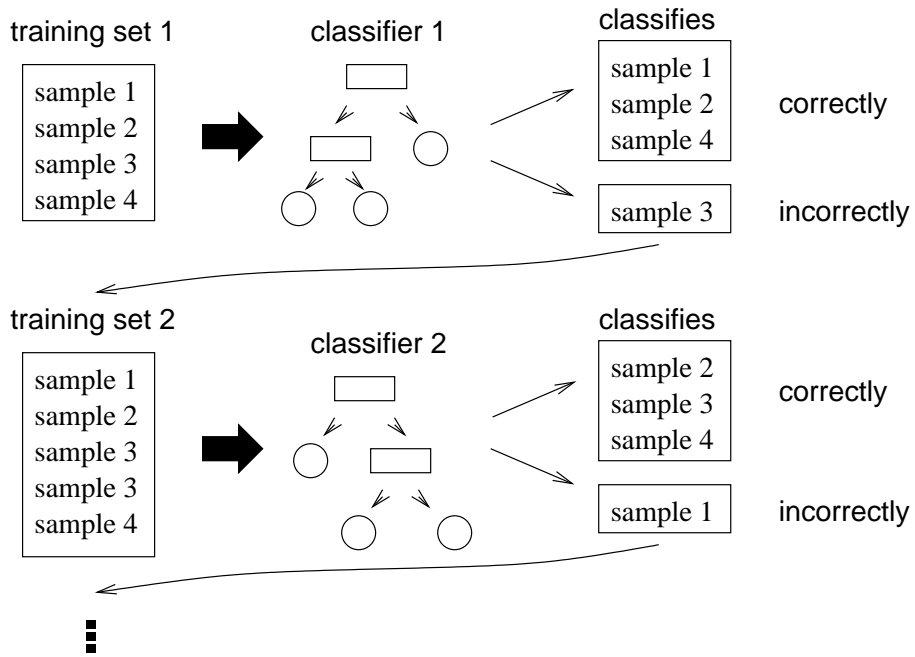 training set 1
sample 1
sample 2
sample 3
sample 4
classifier 1
classifies
sample 1
sample 2
sample 4
correctly
sample 3
incorrectly
training set 2
sample 1
sample 2
sample 3
sample 3
sample 4
classifier 2
classifies
sample 2
sample 3
sample 4
correctly
sample 1
incorrectly